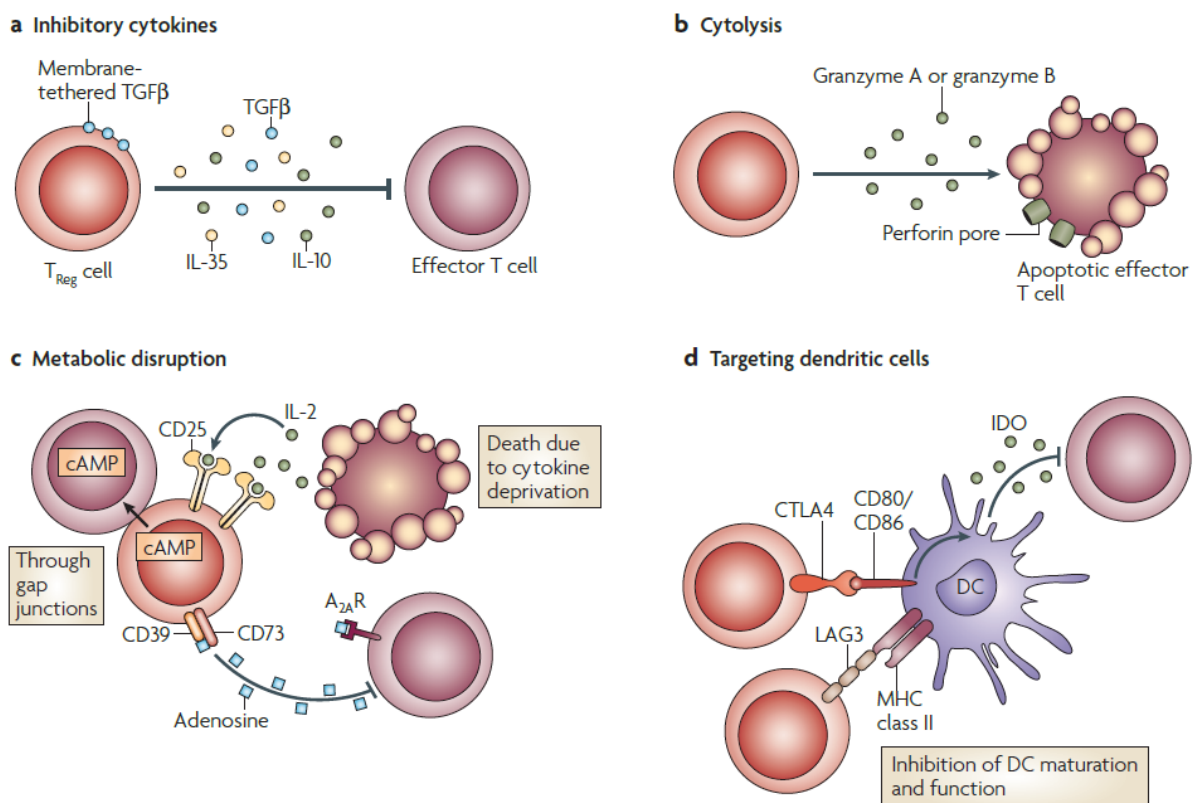 a Inhibitory cytokines
Membrane-
tethered TGFβ
TGFβ
IL-35
IL-10
T_Reg cell
Effector T cell
b Cytolysis
Granzyme A or granzyme B
Perforin pore
Apoptotic effector
T cell
c Metabolic disruption
IL-2
CD25
cAMP
cAMP
Death due
to cytokine
deprivation
Through
gap
junctions
CD39
CD73
A₂AR
Adenosine
d Targeting dendritic cells
IDO
CTLA4
CD80/
CD86
DC
LAG3
MHC
class II
Inhibition of DC maturation
and function